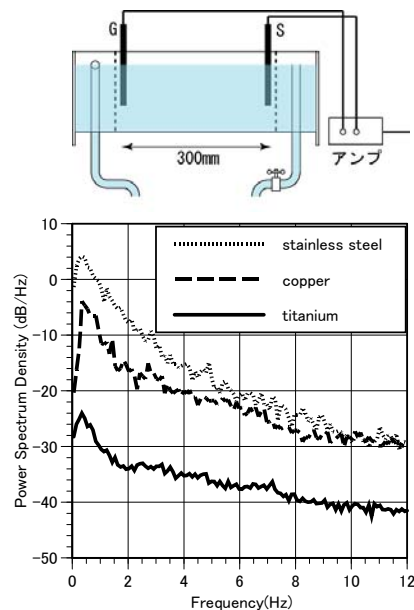 G
S
300mm
アンプ
10
0
-10
-20
-30
-40
-50
Power Spectrum Density (dB/Hz)
stainless steel
copper
titanium
0
2
4
6
8
10
12
Frequency(Hz)